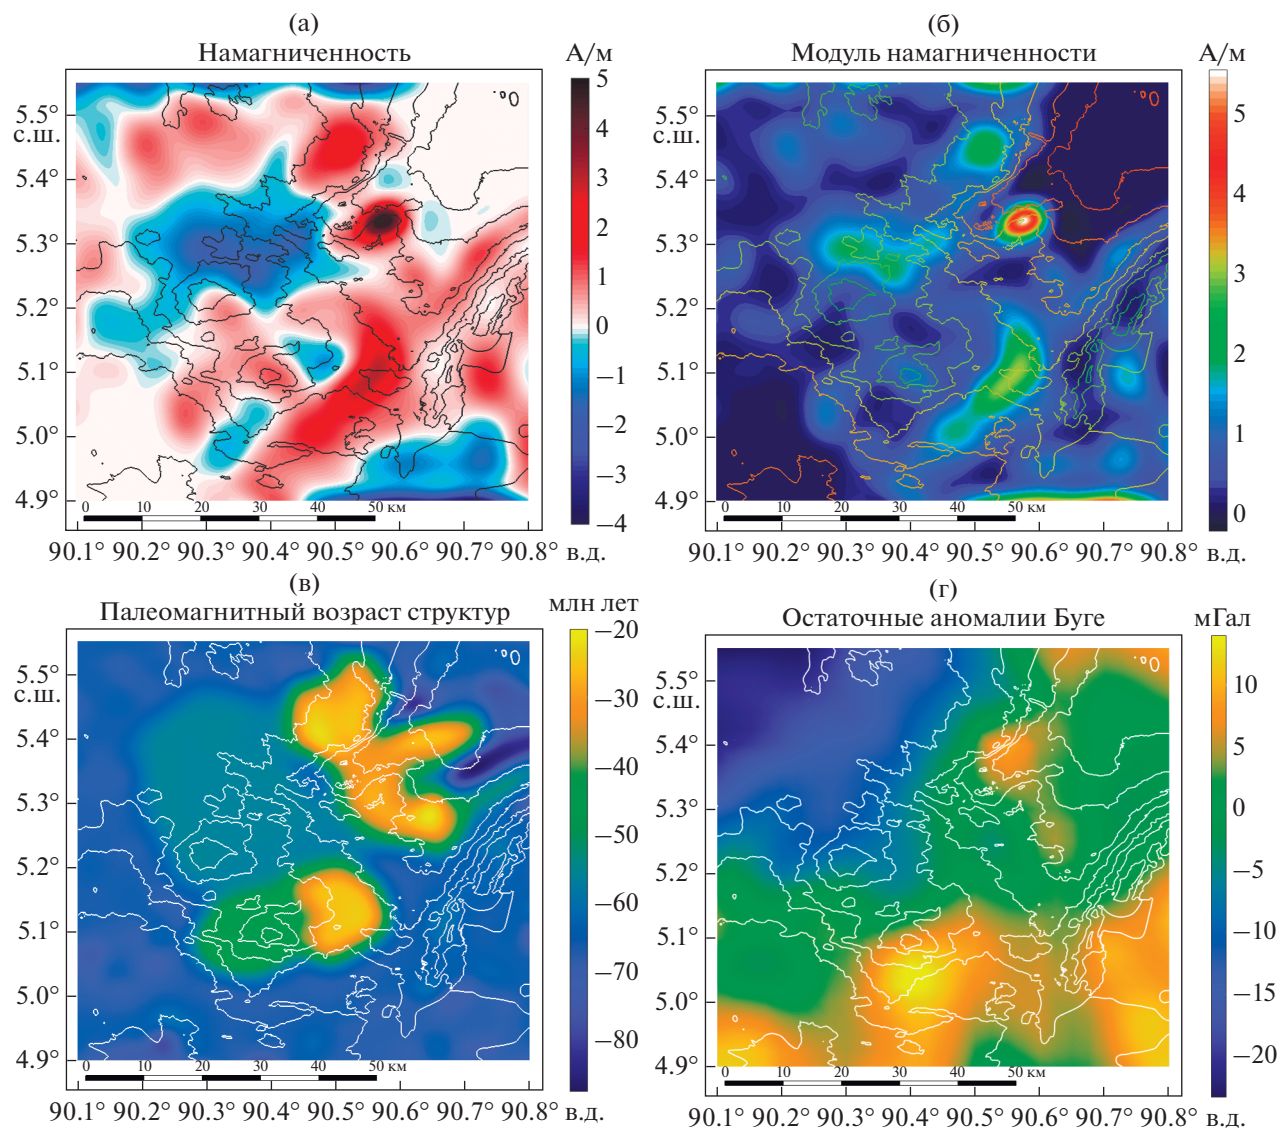 (а)
Намагниченность
А/м
5.5°
с.ш.
5.4°
5.3°
5.2°
5.1°
5.0°
4.9°
0 10 20 30 40 50 км
90.1° 90.2° 90.3° 90.4° 90.5° 90.6° 90.7° 90.8° в.д.
5
4
3
2
1
0
−1
−2
−3
−4
(б)
Модуль намагниченности
А/м
5.5°
с.ш.
5.4°
5.3°
5.2°
5.1°
5.0°
4.9°
0 10 20 30 40 50 км
90.1° 90.2° 90.3° 90.4° 90.5° 90.6° 90.7° 90.8° в.д.
5
4
3
2
1
0
(в)
Палеомагнитный возраст структур
млн лет
5.5°
с.ш.
5.4°
5.3°
5.2°
5.1°
5.0°
4.9°
0 10 20 30 40 50 км
90.1° 90.2° 90.3° 90.4° 90.5° 90.6° 90.7° 90.8° в.д.
−20
−30
−40
−50
−60
−70
−80
(г)
Остаточные аномалии Буге
мГал
5.5°
с.ш.
5.4°
5.3°
5.2°
5.1°
5.0°
4.9°
0 10 20 30 40 50 км
90.1° 90.2° 90.3° 90.4° 90.5° 90.6° 90.7° 90.8° в.д.
10
5
0
−5
−10
−15
−20